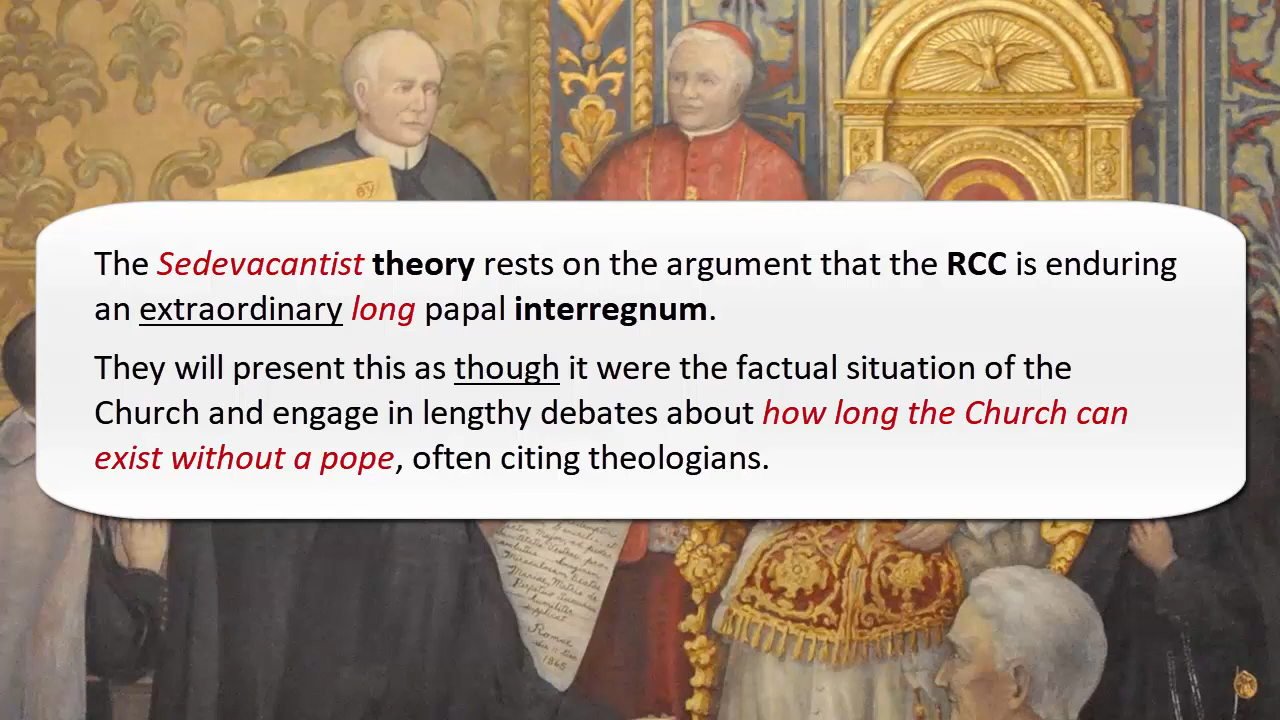 The Sedevacantist theory rests on the argument that the RCC is enduring
an extraordinary long papal interregnum.
They will present this as though it were the factual situation of the
Church and engage in lengthy debates about how long the Church can
exist without a pope, often citing theologians.
Romae
1865